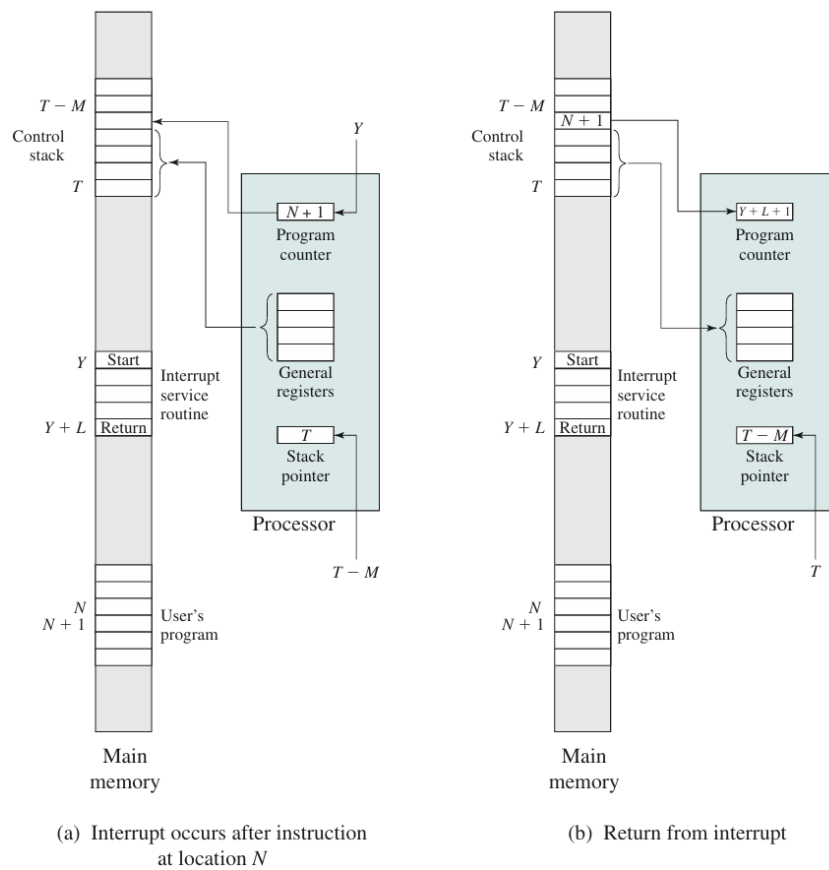 T − M
Control
stack
T
Y
N + 1
Program
counter
General
registers
Y
Start
Interrupt
service
routine
Y + L
Return
T
Stack
pointer
Processor
T − M
N
N + 1
User's
program
Main
memory
(a) Interrupt occurs after instruction
at location N
T − M
N + 1
Control
stack
T
Y + L + 1
Program
counter
General
registers
Y
Start
Interrupt
service
routine
Y + L
Return
T − M
Stack
pointer
Processor
T
N
N + 1
User's
program
Main
memory
(b) Return from interrupt